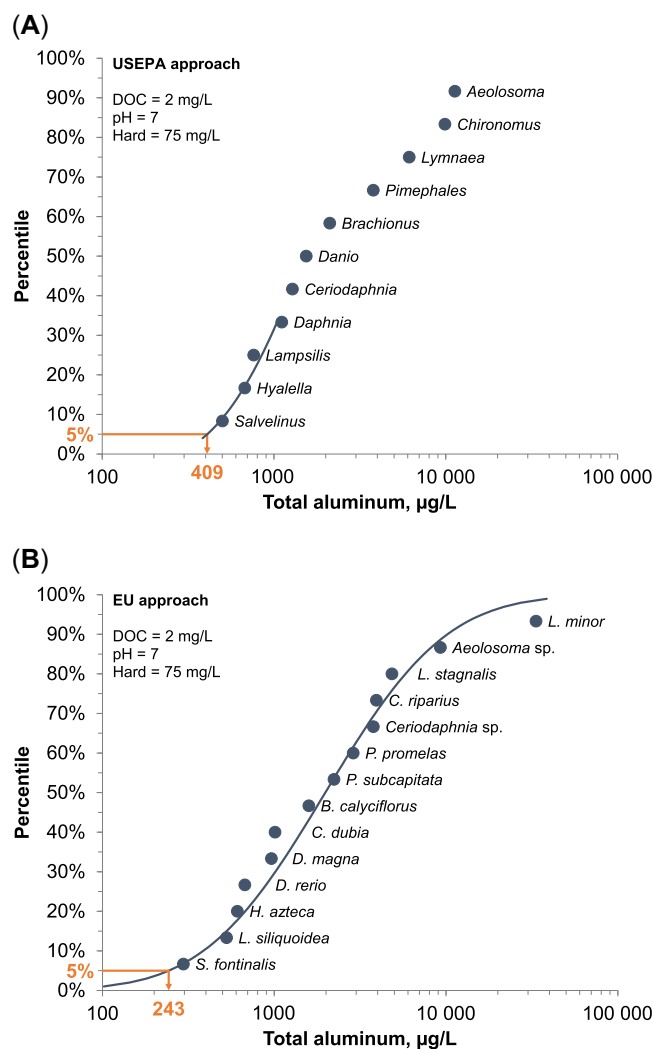 (A)
100%
90%
80%
70%
60%
50%
40%
30%
20%
10%
5%
0%
Percentile
USEPA approach
DOC = 2 mg/L
pH = 7
Hard = 75 mg/L
Aeolosoma
Chironomus
Lymnaea
Pimephales
Brachionus
Danio
Ceriodaphnia
Daphnia
Lampsilis
Hyalella
Salvelinus
100
409
1000
10 000
100 000
Total aluminum, µg/L
(B)
100%
90%
80%
70%
60%
50%
40%
30%
20%
10%
5%
0%
Percentile
EU approach
DOC = 2 mg/L
pH = 7
Hard = 75 mg/L
L. minor
Aeolosoma sp.
L. stagnalis
C. riparius
Ceriodaphnia sp.
P. promelas
P. subcapitata
B. calyciflorus
C. dubia
D. magna
D. rerio
H. azteca
L. siliquoidea
S. fontinalis
100
243
1000
10 000
100 000
Total aluminum, µg/L